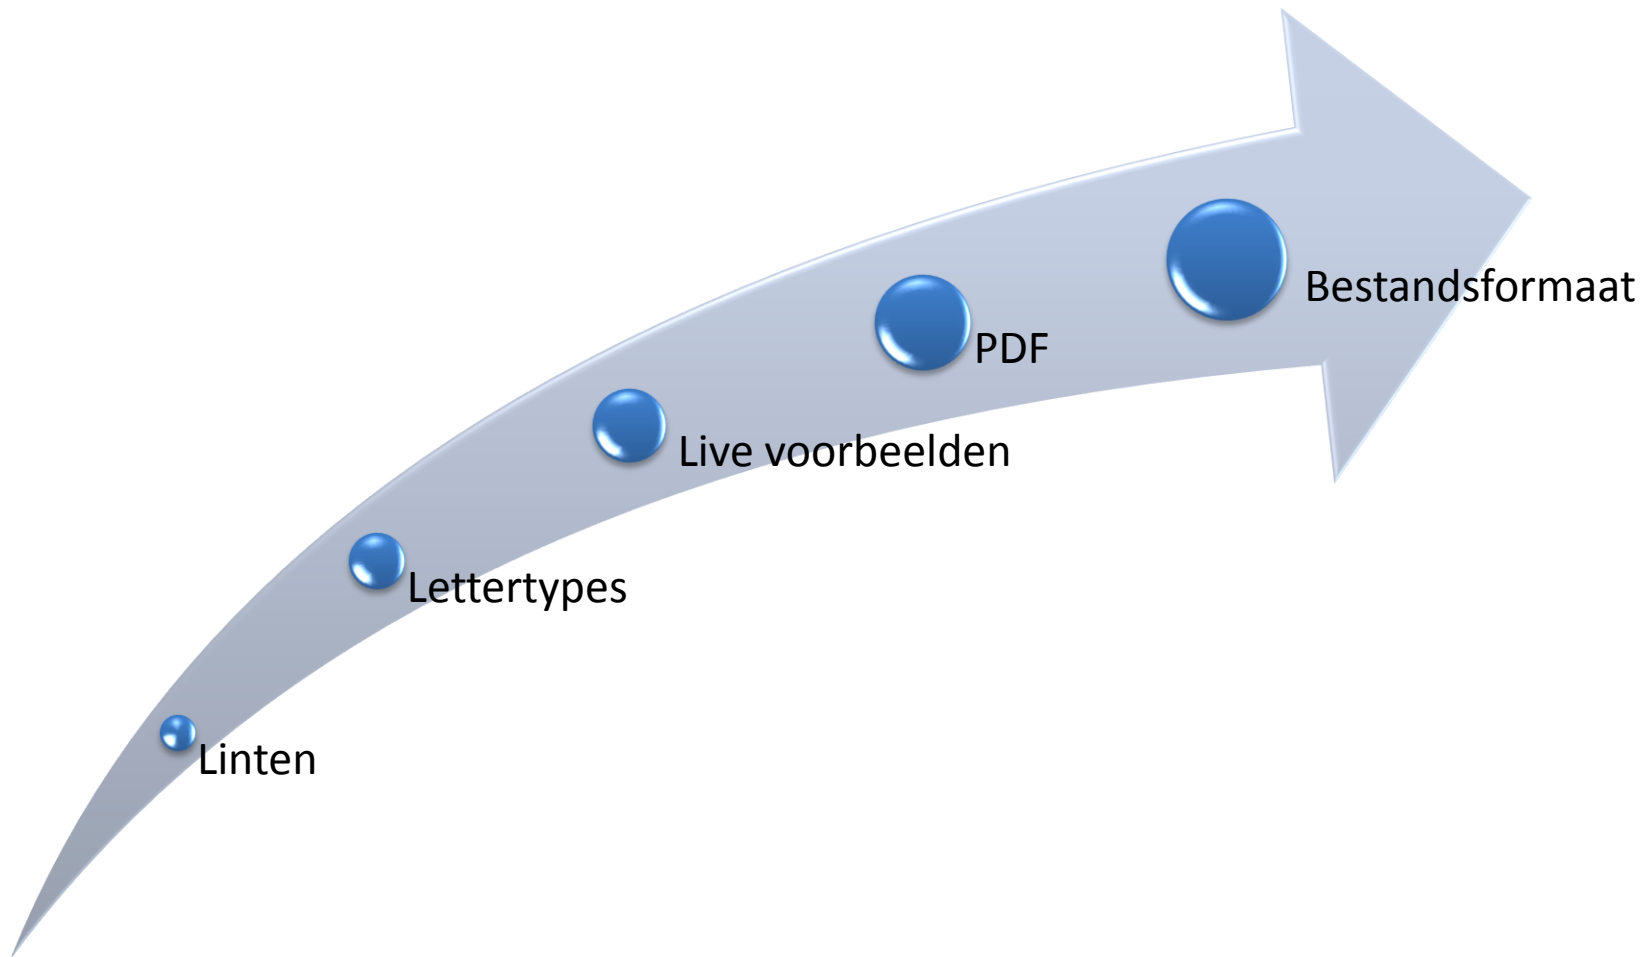 Bestandsformaat
PDF
Live voorbeelden
Lettertypes
Linten